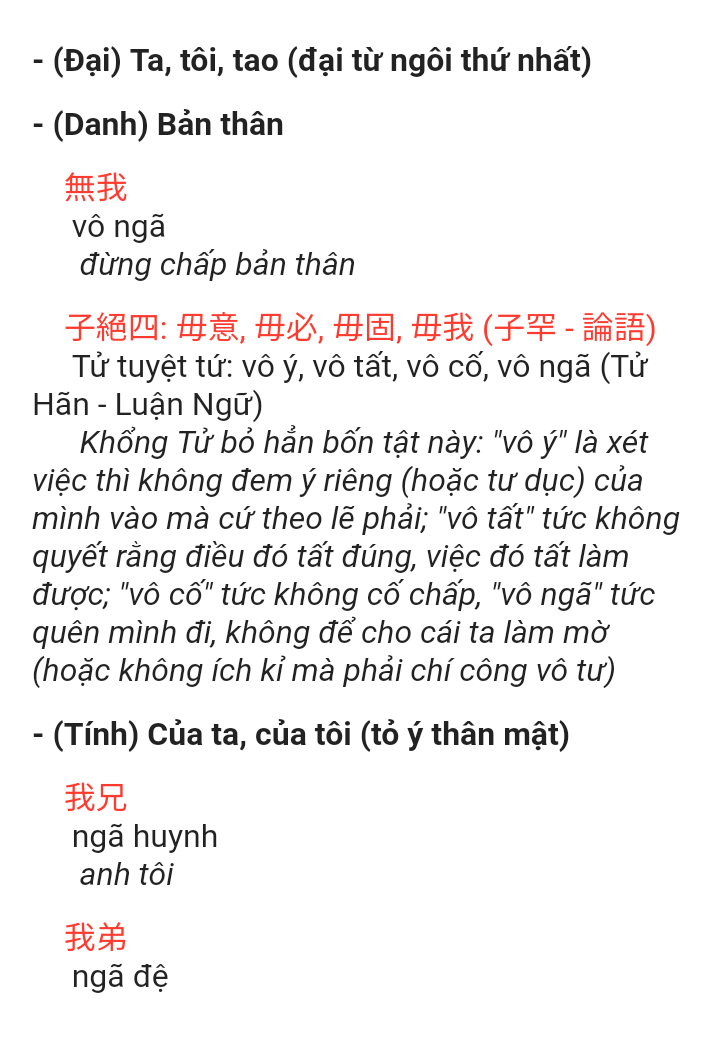 - (Đại) Ta, tôi, tao (đại từ ngôi thứ nhất)
- (Danh) Bản thân
無我
vô ngã
đừng chấp bản thân
子絕四: 毋意, 毋必, 毋固, 毋我 (子罕 - 論語)
Tử tuyệt tứ: vô ý, vô tất, vô cố, vô ngã (Tử
Hãn - Luận Ngữ)
Khổng Tử bỏ hẳn bốn tật này: "vô ý" là xét
việc thì không đem ý riêng (hoặc tư dục) của
mình vào mà cứ theo lẽ phải; "vô tất" tức không
quyết rằng điều đó tất đúng, việc đó tất làm
được; "vô cố" tức không cố chấp, "vô ngã" tức
quên mình đi, không để cho cái ta làm mờ
(hoặc không ích kỉ mà phải chí công vô tư)
- (Tính) Của ta, của tôi (tỏ ý thân mật)
我兄
ngã huynh
anh tôi
我弟
ngã đệ